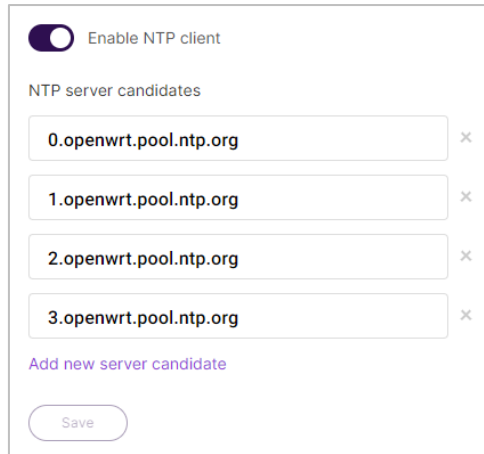 Enable NTP client
NTP server candidates
0.openwrt.pool.ntp.org
1.openwrt.pool.ntp.org
2.openwrt.pool.ntp.org
3.openwrt.pool.ntp.org
Add new server candidate
Save